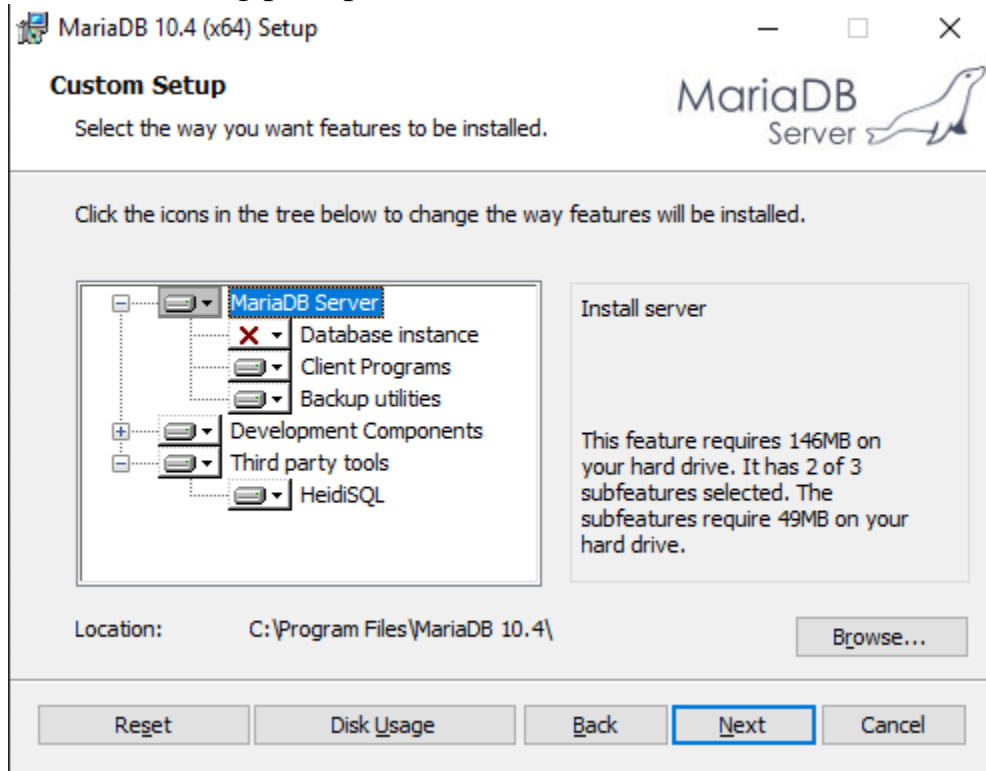 MariaDB 10.4 (x64) Setup
Custom Setup
Select the way you want features to be installed.
MariaDB
Server
Click the icons in the tree below to change the way features will be installed.
MariaDB Server
Database instance
Client Programs
Backup utilities
Development Components
Third party tools
HeidiSQL
Install server
This feature requires 146MB on
your hard drive. It has 2 of 3
subfeatures selected. The
subfeatures require 49MB on your
hard drive.
Location: C:\Program Files\MariaDB 10.4\
Browse...
Reset Disk Usage Back Next Cancel